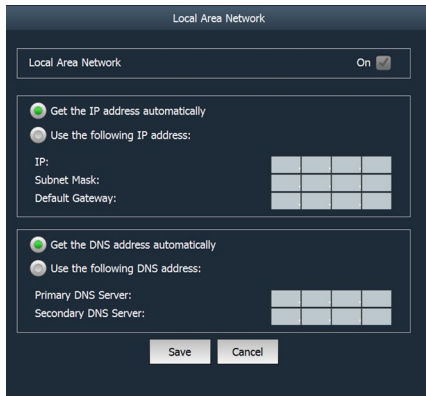 Local Area Network
Local Area Network On
Get the IP address automatically
Use the following IP address:
IP:
Subnet Mask:
Default Gateway:
Get the DNS address automatically
Use the following DNS address:
Primary DNS Server:
Secondary DNS Server:
Save Cancel